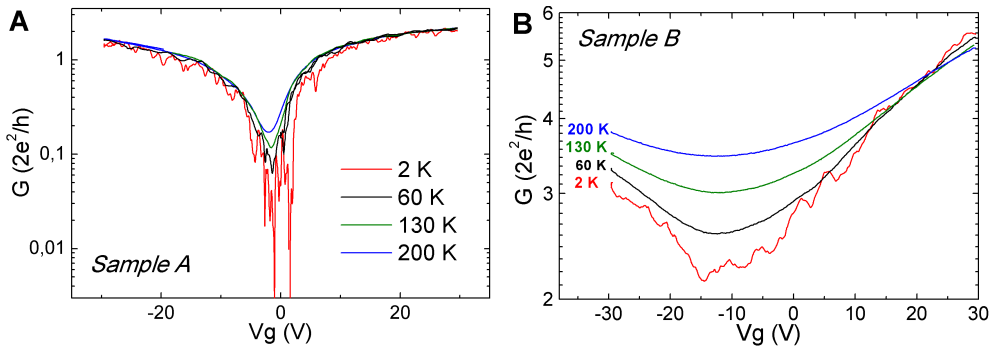 A
G (2e²/h)
1
0.1
0,01
2 K
60 K
130 K
200 K
Sample A
-20
0
20
Vg (V)
B
Sample B
G (2e²/h)
6
5
4
3
2
200 K
130 K
60 K
2 K
-30
-20
-10
0
10
20
30
Vg (V)